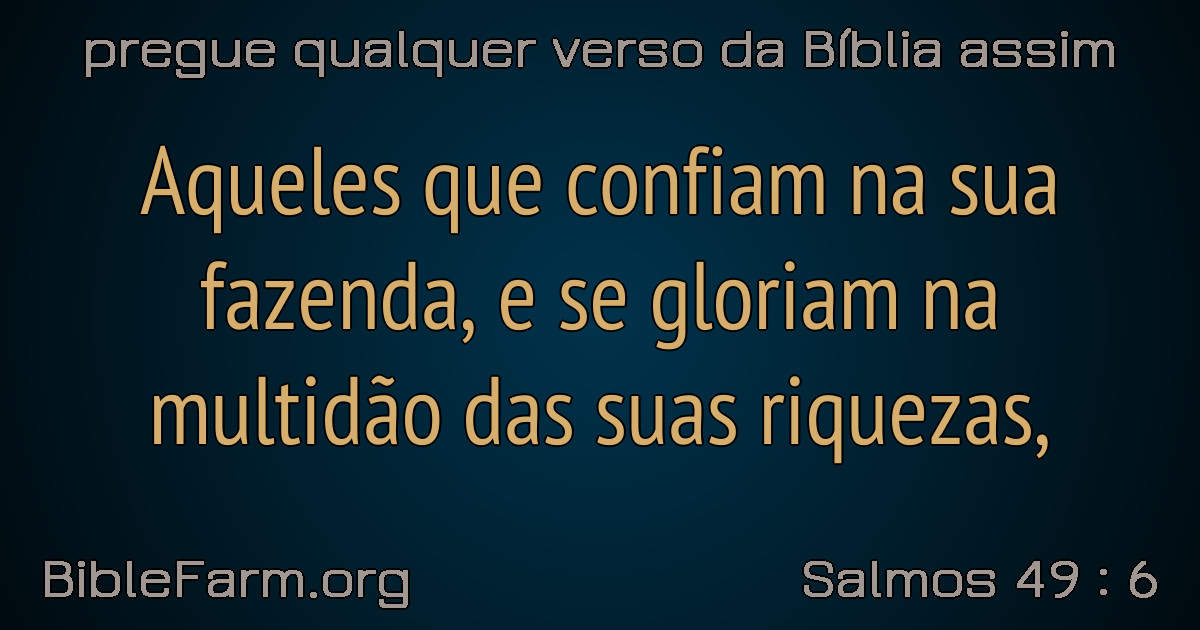 pregue qualquer verso da Bíblia assim
Aqueles que confiam na sua
fazenda, e se gloriam na
multidão das suas riquezas,
BibleFarm.org
Salmos 49 : 6